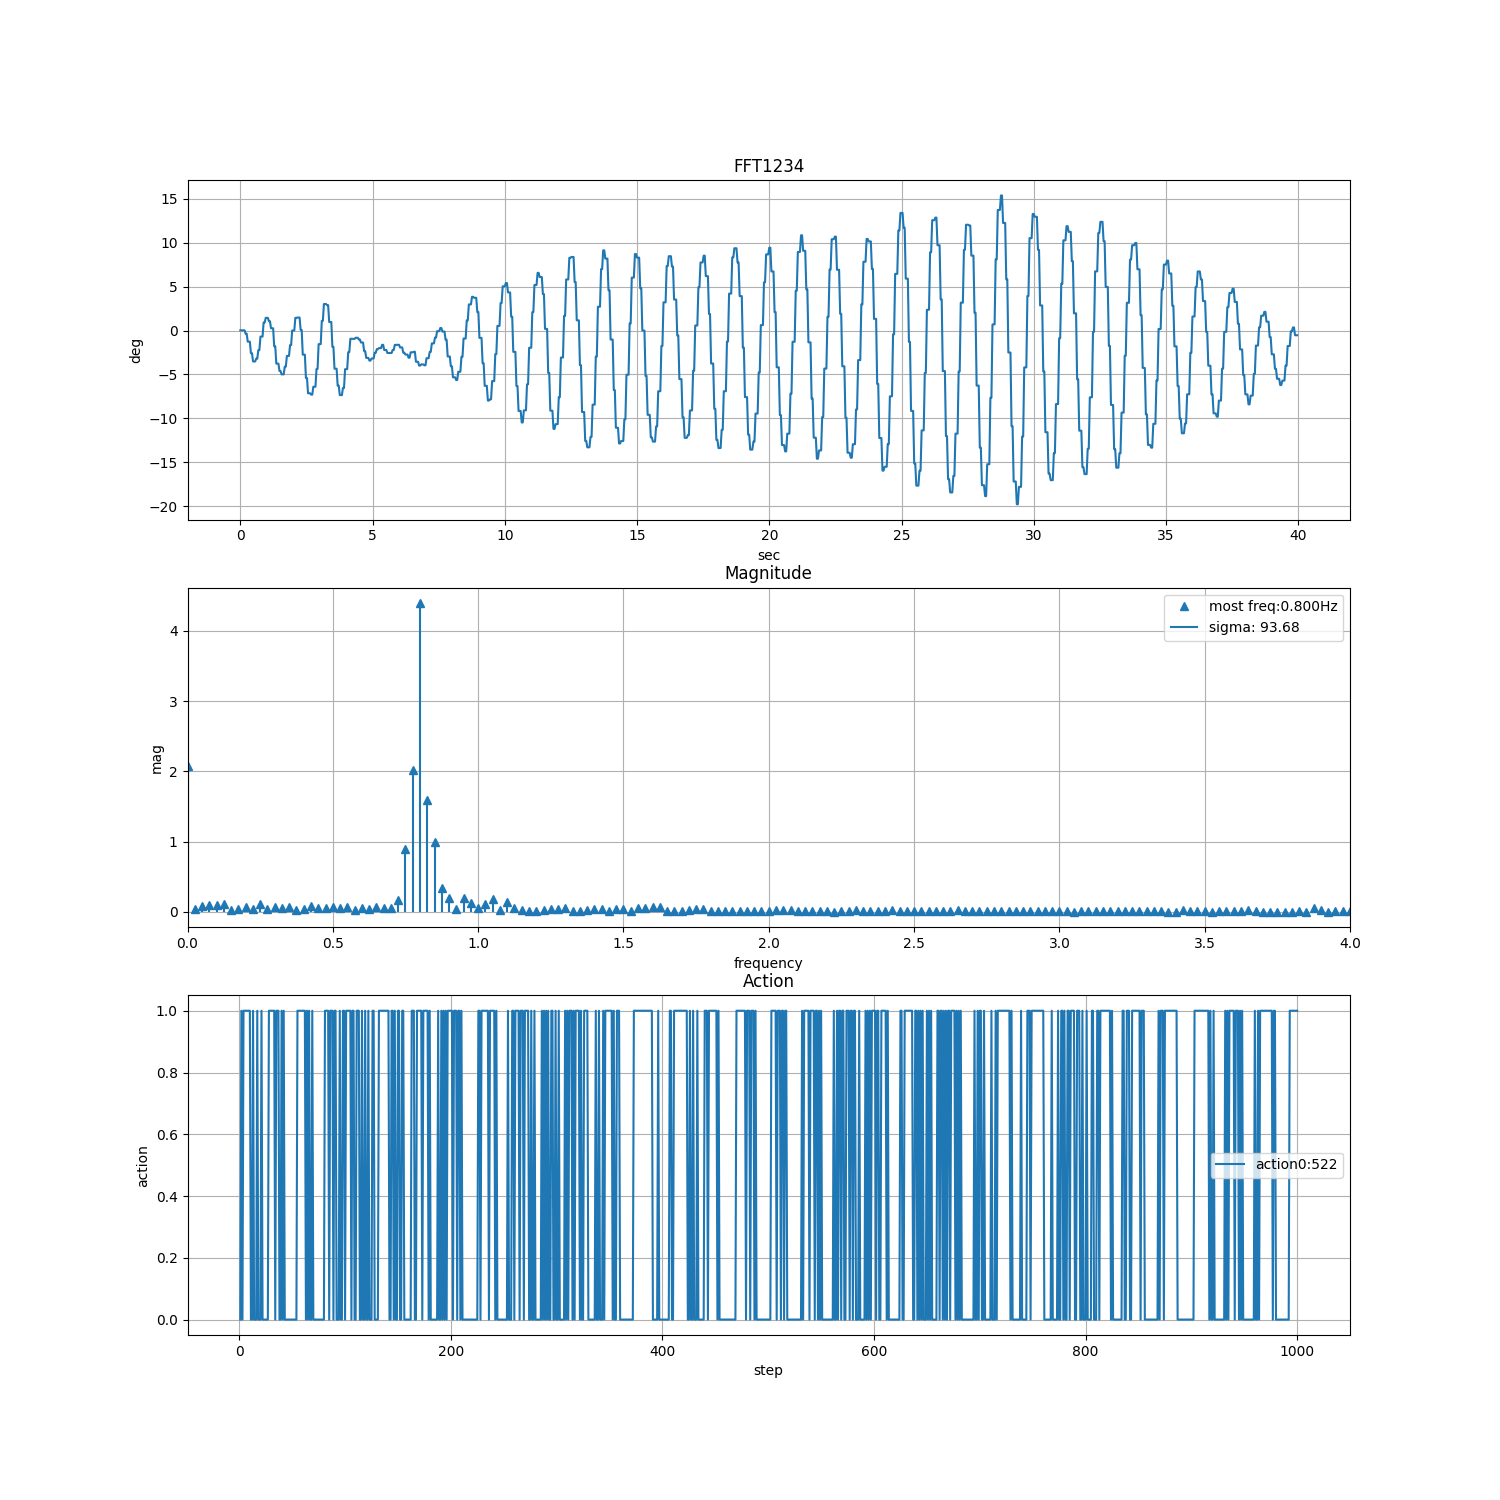 FFT1234
15
10
5
0
−5
−10
−15
−20
deg
0 5 10 15 20 25 30 35 40
sec
Magnitude
most freq:0.800Hz
sigma: 93.68
4
3
2
1
0
mag
0.0 0.5 1.0 1.5 2.0 2.5 3.0 3.5 4.0
frequency
Action
1.0
0.8
0.6
0.4
0.2
0.0
action
action0:522
0 200 400 600 800 1000
step